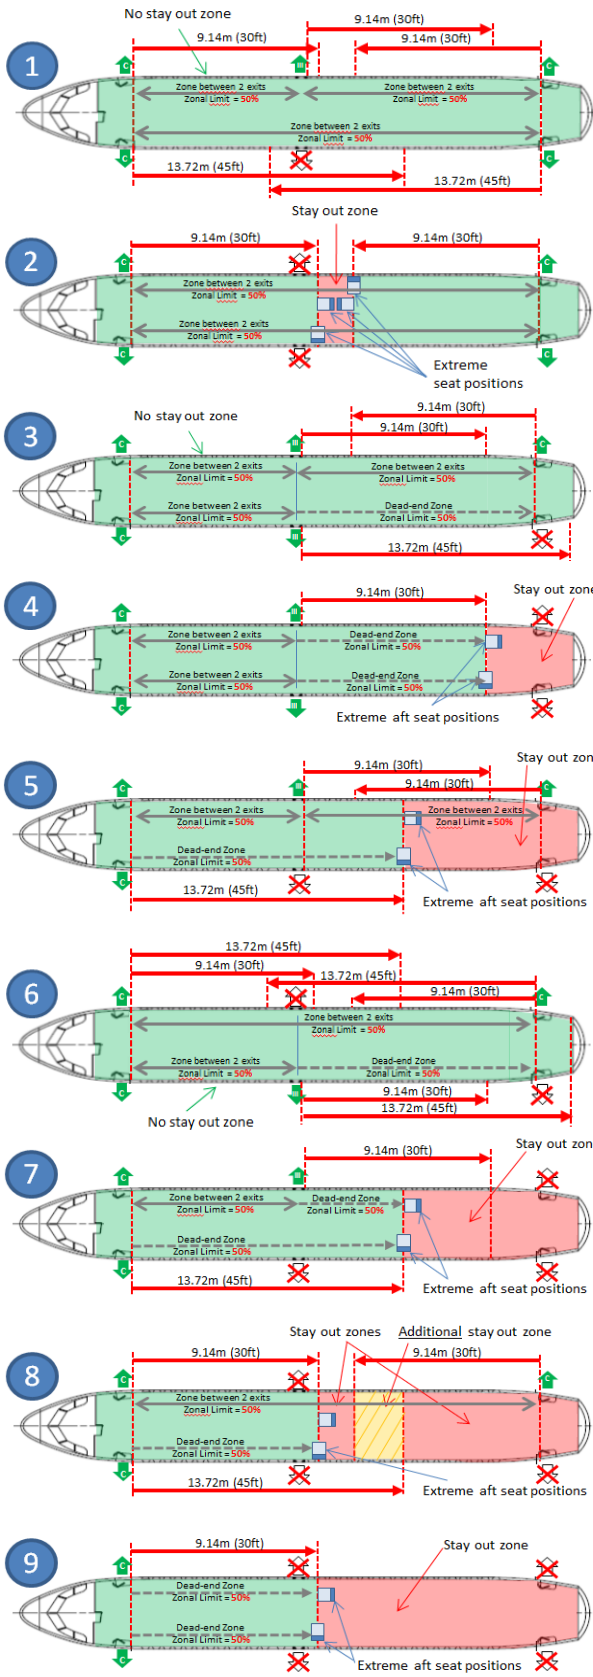 No stay out zone
9.14m (30ft)
9.14m (30ft) 9.14m (30ft)
1
C III C
Zone between 2 exits Zone between 2 exits
Zonal Limit = 50% Zonal Limit = 50%
Zone between 2 exits
Zonal Limit = 50%
C C
13.72m (45ft)
13.72m (45ft)
Stay out zone
9.14m (30ft) 9.14m (30ft)
2
C C
Zone between 2 exits
Zonal Limit = 50%
Zone between 2 exits
Zonal Limit = 50%
C C
Extreme
seat positions
9.14m (30ft)
No stay out zone
9.14m (30ft)
3
C III C
Zone between 2 exits Zone between 2 exits
Zonal Limit = 50% Zonal Limit = 50%
Zone between 2 exits Dead-end Zone
Zonal Limit = 50% Zonal Limit = 50%
C III
13.72m (45ft)
4
9.14m (30ft) Stay out zone
C III
Zone between 2 exits Dead-end Zone
Zonal Limit = 50% Zonal Limit = 50%
Zone between 2 exits Dead-end Zone
Zonal Limit = 50% Zonal Limit = 50%
C III
Extreme aft seat positions
Stay out zon
9.14m (30ft)
5
9.14m (30ft)
C III C
Zone between 2 exits Zone between 2 exits
Zonal Limit = 50% Zonal Limit = 50%
Dead-end Zone
Zonal Limit = 50%
C
13.72m (45ft)
Extreme aft seat positions
13.72m (45ft)
9.14m (30ft) 13.72m (45ft)
9.14m (30ft)
6
C C
Zone between 2 exits
Zonal Limit = 50%
Zone between 2 exits Dead-end Zone
Zonal Limit = 50% Zonal Limit = 50%
C III
9.14m (30ft)
13.72m (45ft)
No stay out zone
Stay out zon
9.14m (30ft)
7
C III
Zone between 2 exits Dead-end Zone
Zonal Limit = 50% Zonal Limit = 50%
Dead-end Zone
Zonal Limit = 50%
C
13.72m (45ft)
Extreme aft seat positions
Stay out zones Additional stay out zone
9.14m (30ft) 9.14m (30ft)
8
C C
Zone between 2 exits
Zonal Limit = 50%
Dead-end Zone
Zonal Limit = 50%
C
13.72m (45ft)
Extreme aft seat positions
9.14m (30ft) Stay out zone
9
C
Dead-end Zone
Zonal Limit = 50%
Dead-end Zone
Zonal Limit = 50%
C
Extreme aft seat positions